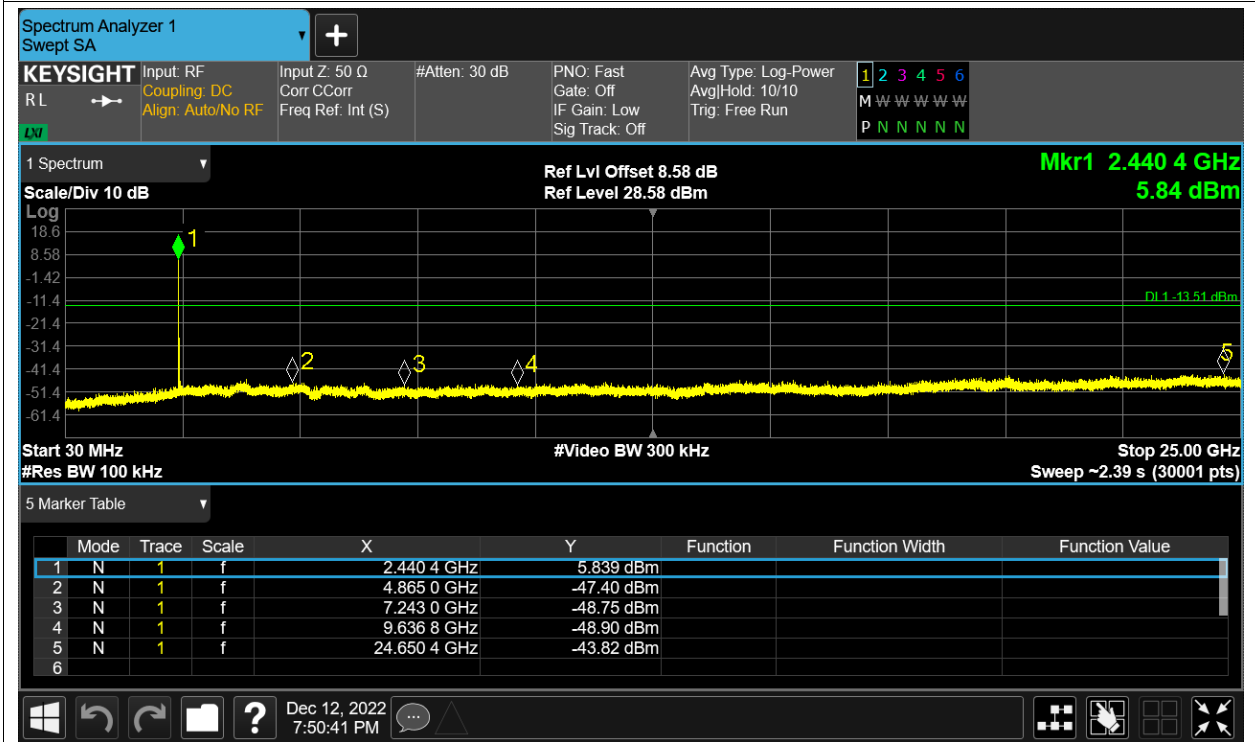 Spectrum Analyzer 1
Swept SA
KEYSIGHT
RL
LXI
Input: RF
Coupling: DC
Align: Auto/No RF
Input Z: 50 Ω
Corr CCorr
Freq Ref: Int (S)
#Atten: 30 dB
PNO: Fast
Gate: Off
IF Gain: Low
Sig Track: Off
Avg Type: Log-Power
Avg|Hold: 10/10
Trig: Free Run
1 2 3 4 5 6
M W W W W W
P N N N N N
1 Spectrum
Scale/Div 10 dB
Ref Lvl Offset 8.58 dB
Ref Level 28.58 dBm
Mkr1 2.440 4 GHz
5.84 dBm
Log
18.6
8.58
-1.42
-11.4
-21.4
-31.4
-41.4
-51.4
-61.4
1
2
3
4
5
DL1 -13.51 dBm
Start 30 MHz
#Res BW 100 kHz
#Video BW 300 kHz
Stop 25.00 GHz
Sweep ~2.39 s (30001 pts)
5 Marker Table
Mode Trace Scale X Y Function Function Width Function Value
1 N 1 f 2.440 4 GHz 5.839 dBm
2 N 1 f 4.865 0 GHz -47.40 dBm
3 N 1 f 7.243 0 GHz -48.75 dBm
4 N 1 f 9.636 8 GHz -48.90 dBm
5 N 1 f 24.650 4 GHz -43.82 dBm
6
?
Dec 12, 2022
7:50:41 PM